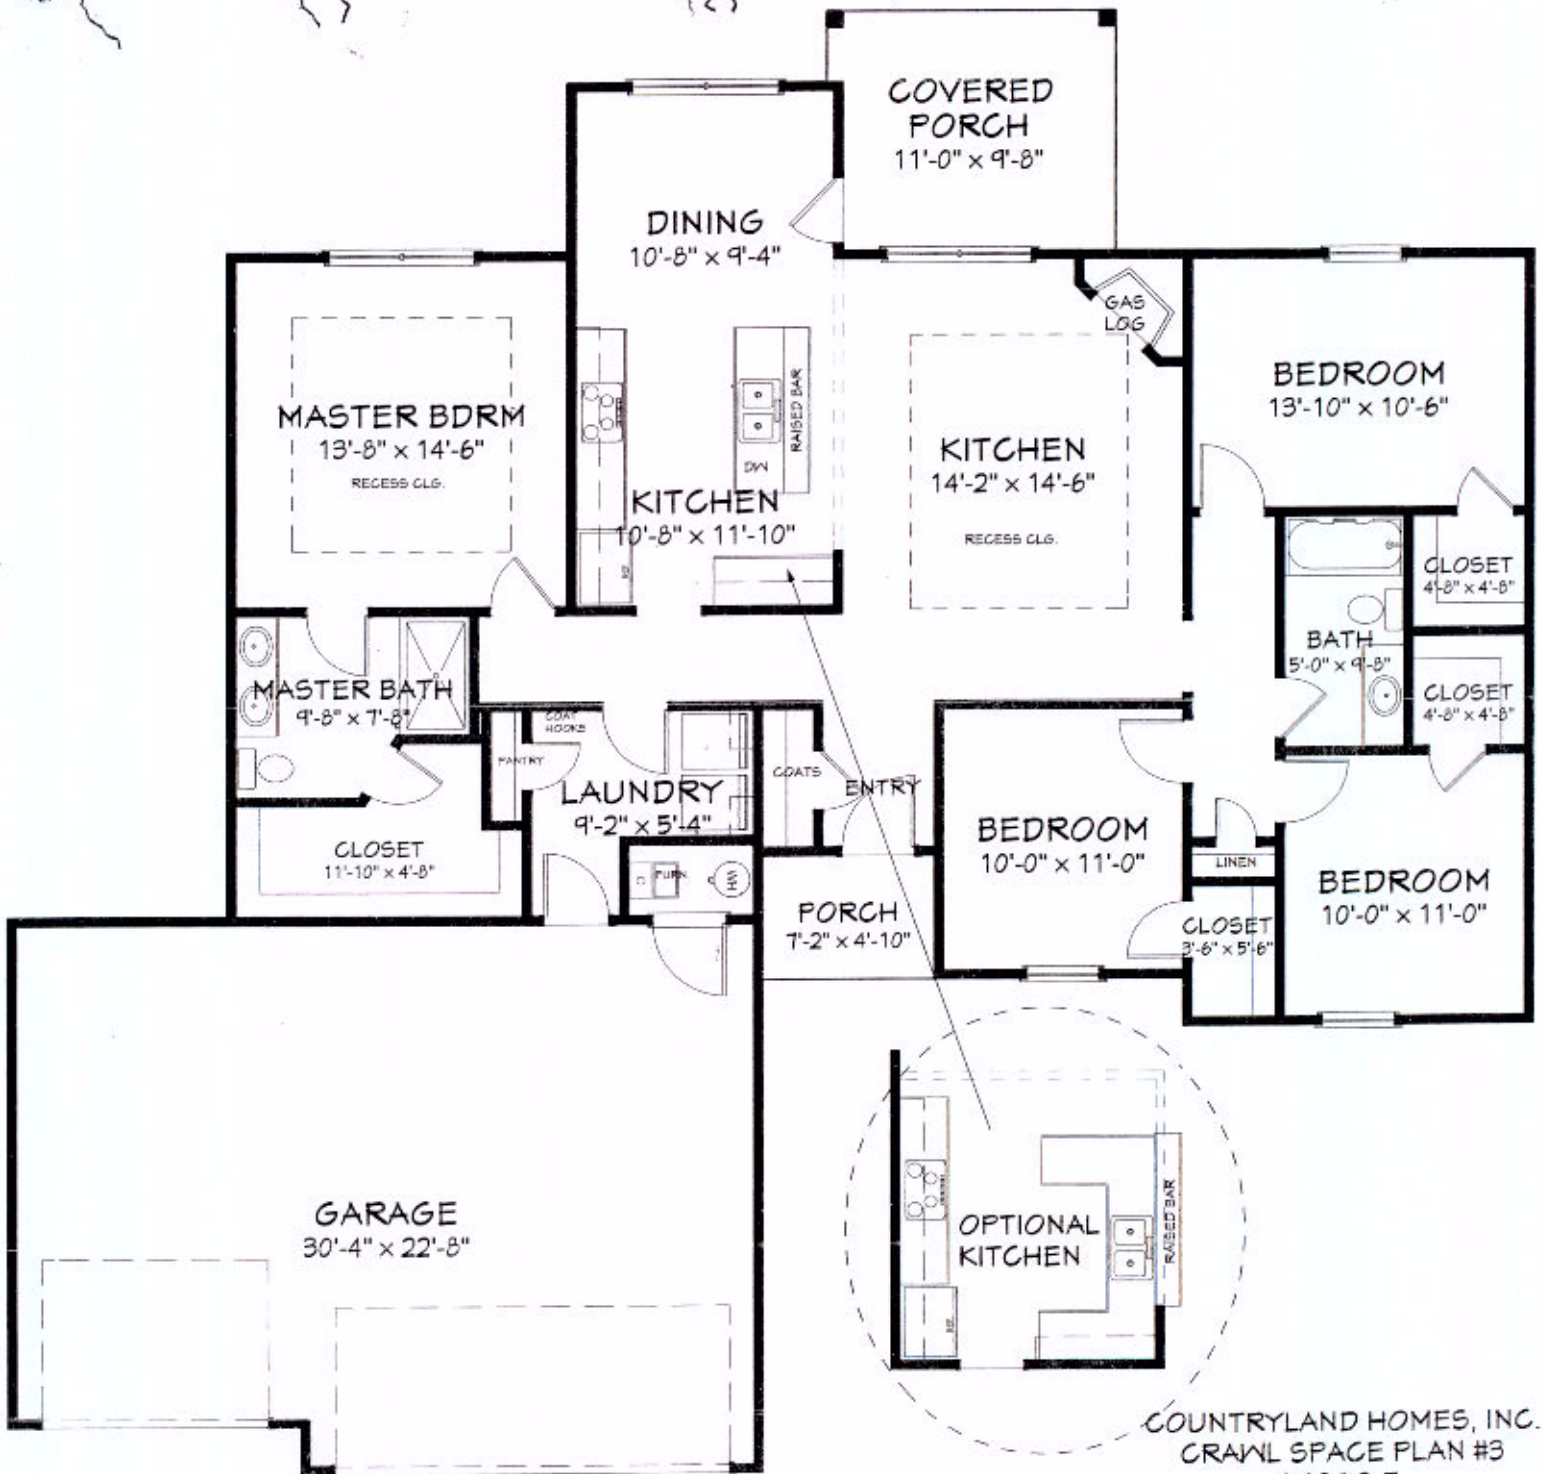 COVERED
PORCH
11'-0" x 9'-8"
DINING
10'-8" x 9'-4"
GAS
LOG
MASTER BDRM
13'-8" x 14'-6"
RECESS CLG.
RAISED BAR
DW
KITCHEN
10'-8" x 11'-10"
REF.
KITCHEN
14'-2" x 14'-6"
RECESS CLG.
BEDROOM
13'-10" x 10'-6"
CLOSET
4'-8" x 4'-8"
BATH
5'-0" x 9'-8"
CLOSET
4'-8" x 4'-8"
MASTER BATH
9'-8" x 7'-8"
COAT
HOOKS
PANTRY
LAUNDRY
9'-2" x 5'-4"
COATS
ENTRY
CLOSET
11'-10" x 4'-8"
FURN.
WH
PORCH
7'-2" x 4'-10"
BEDROOM
10'-0" x 11'-0"
LINEN
CLOSET
3'-6" x 5'-6"
BEDROOM
10'-0" x 11'-0"
GARAGE
30'-4" x 22'-8"
OPTIONAL
KITCHEN
RAISED BAR
REF.
COUNTRYLAND HOMES, INC.
CRAWL SPACE PLAN #3